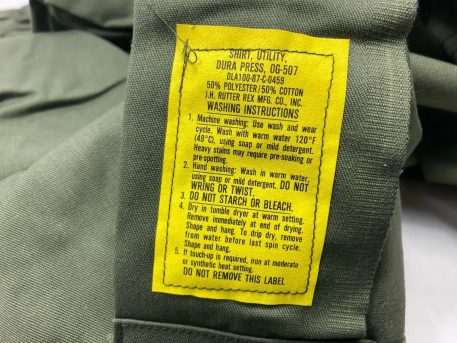 SHIRT, UTILITY,
DURA PRESS, OG-507
DLA100-87-C-0459
50% POLYESTER/50% COTTON
J.H. RUTTER REX MFG. CO., INC.
WASHING INSTRUCTIONS
1. Machine washing: Use wash and wear
cycle. Wash with warm water 120°F
(49°C), using soap or mild detergent.
Heavy stains may require pre-soaking or
pre-spotting.
2. Hand washing: Wash in warm water,
using soap or mild detergent. DO NOT
WRING OR TWIST.
3. DO NOT STARCH OR BLEACH.
4. Dry in tumble dryer at warm setting.
Remove immediately at end of drying.
Shape and hang. To drip dry, remove
from water before last spin cycle.
Shape and hang.
5. If touch-up is required, iron at moderate
or synthetic heat setting.
DO NOT REMOVE THIS LABEL